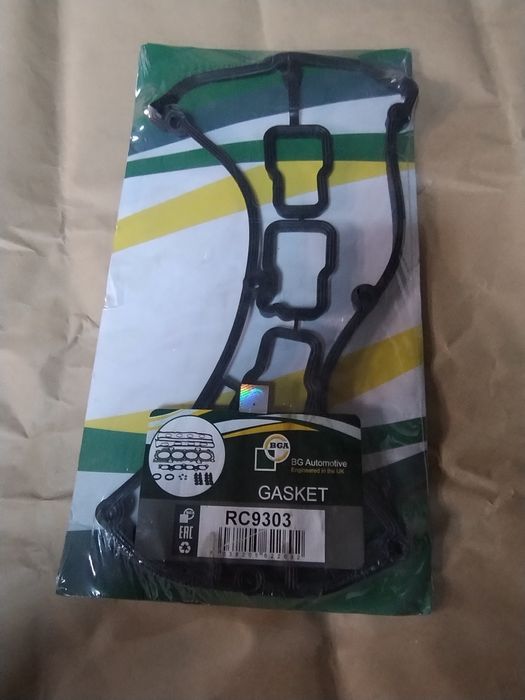 BGA
BG Automotive
Engineered in the UK
GASKET
RC9303
EAC